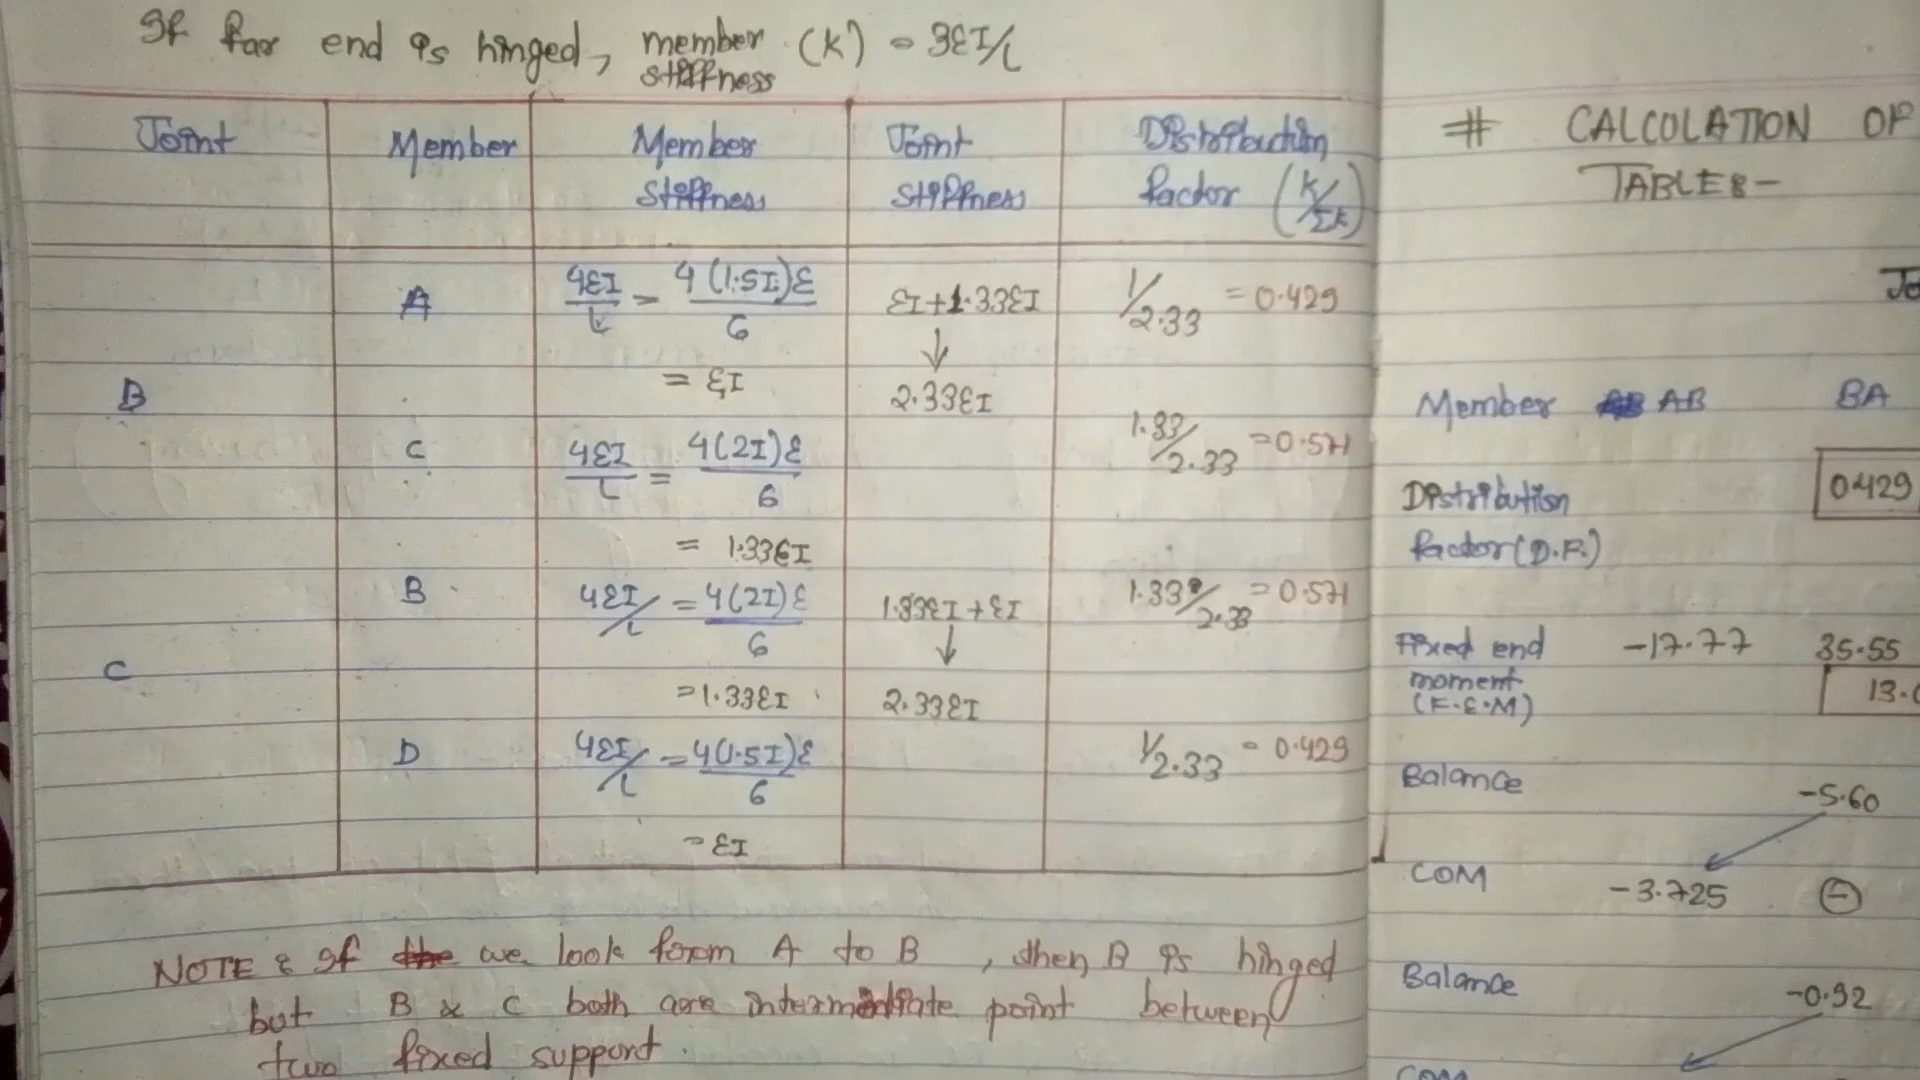 If far end is hinged, member stiffness (K) = 3EI/L
Joint Member Member Stiffness Joint Stiffness Distribution factor (K/ΣK)
B
A 4EI/L = 4(1.5I)E/6 EI+1.33EI 1/2.33 = 0.429
= EI ↓ 2.33EI
C 4EI/L = 4(2I)E/6 1.33/2.33 = 0.571
= 1.33EI
C
B 4EI/L = 4(2I)E/6 1.33EI+EI 1.33/2.33 = 0.571
= 1.33EI ↓ 2.33EI
D 4EI/L = 4(1.5I)E/6 1/2.33 = 0.429
= EI
NOTE : If we look form A to B, then B is hinged
but B & C both are intermediate point between
two fixed support.
# CALCULATION OF
TABLE :-
Jo
Member AB BA
Distribution 0.429
factor (D.F.)
Fixed end -17.77 35.55
moment 13.
(F.E.M)
Balance -5.60
COM -3.725 (-)
Balance -0.92
COM